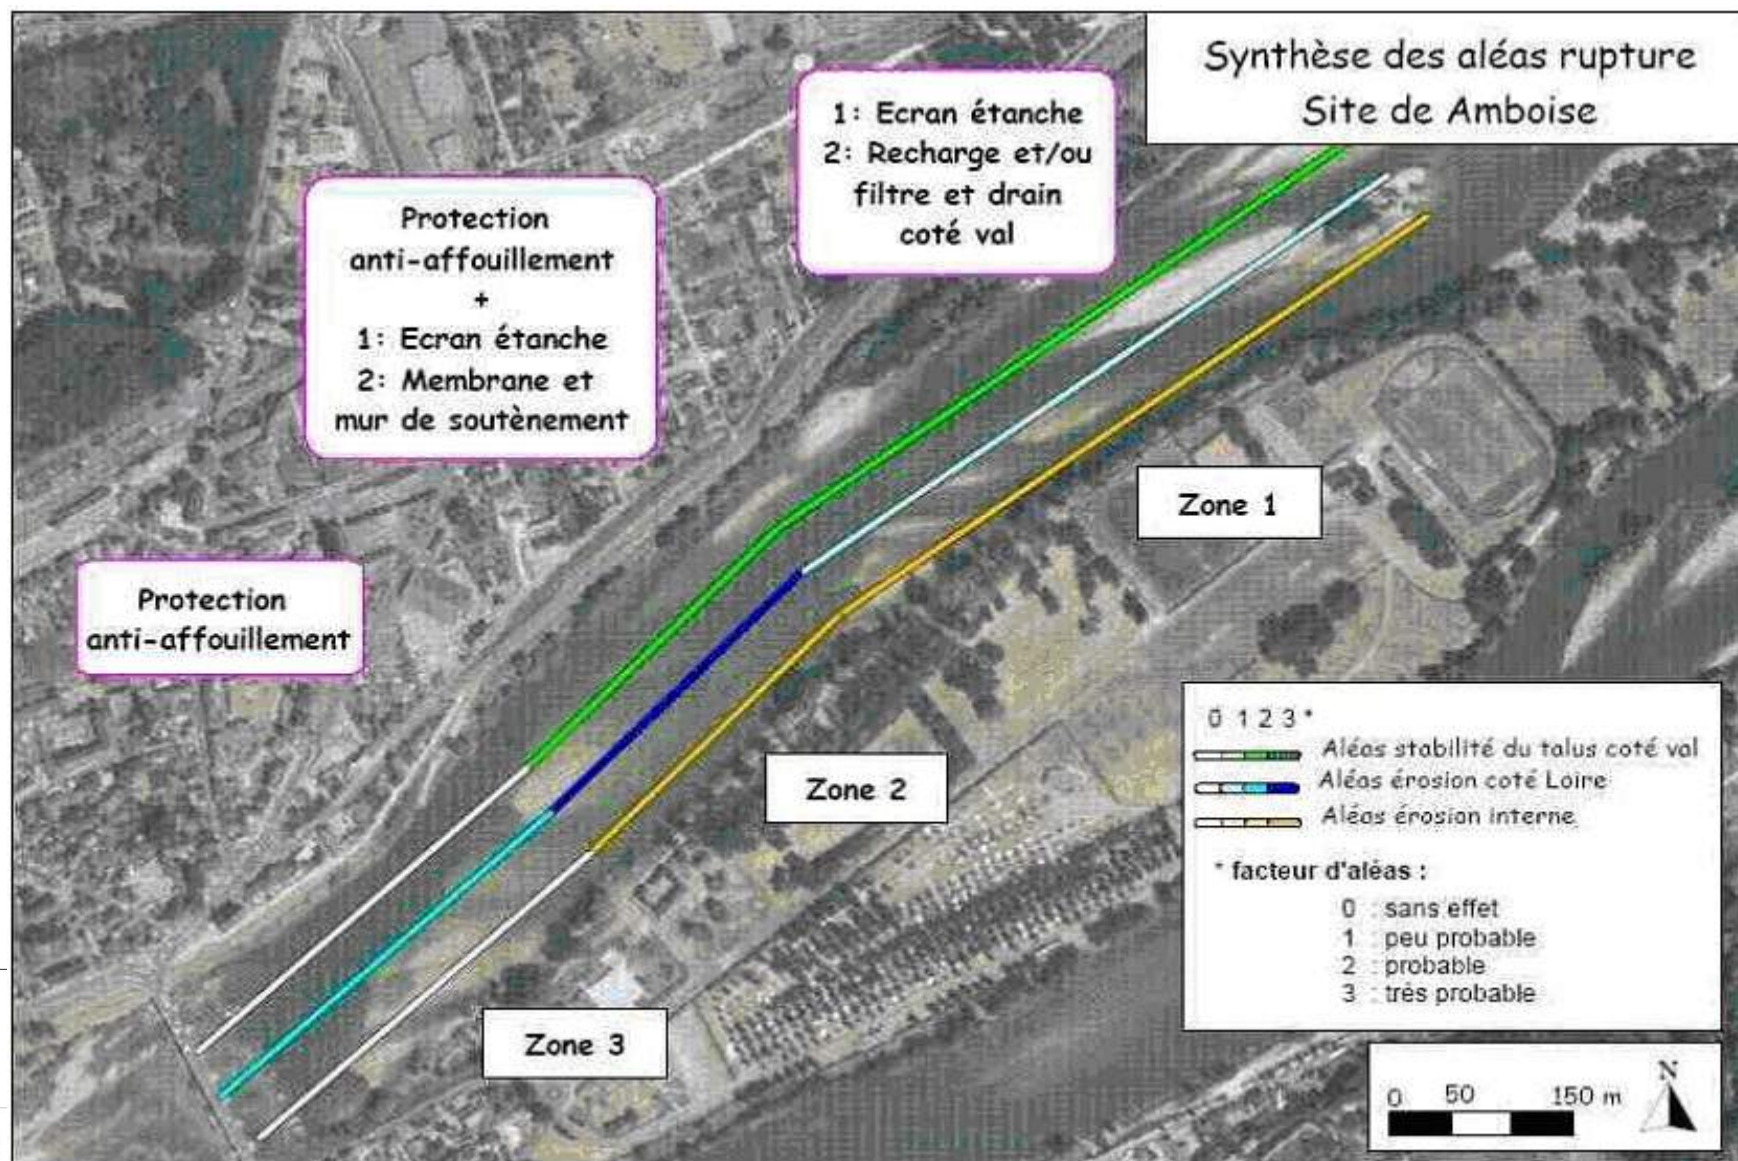 Synthèse des aléas rupture
Site de Amboise
1: Ecran étanche
2: Recharge et/ou
filtre et drain
coté val
Protection
anti-affouillement
+
1: Ecran étanche
2: Membrane et
mur de soutènement
Protection
anti-affouillement
Zone 1
Zone 2
Zone 3
0 1 2 3 *
Aléas stabilité du talus coté val
Aléas érosion coté Loire
Aléas érosion interne
* facteur d'aléas :
0 : sans effet
1 : peu probable
2 : probable
3 : très probable
0 50 150 m
N